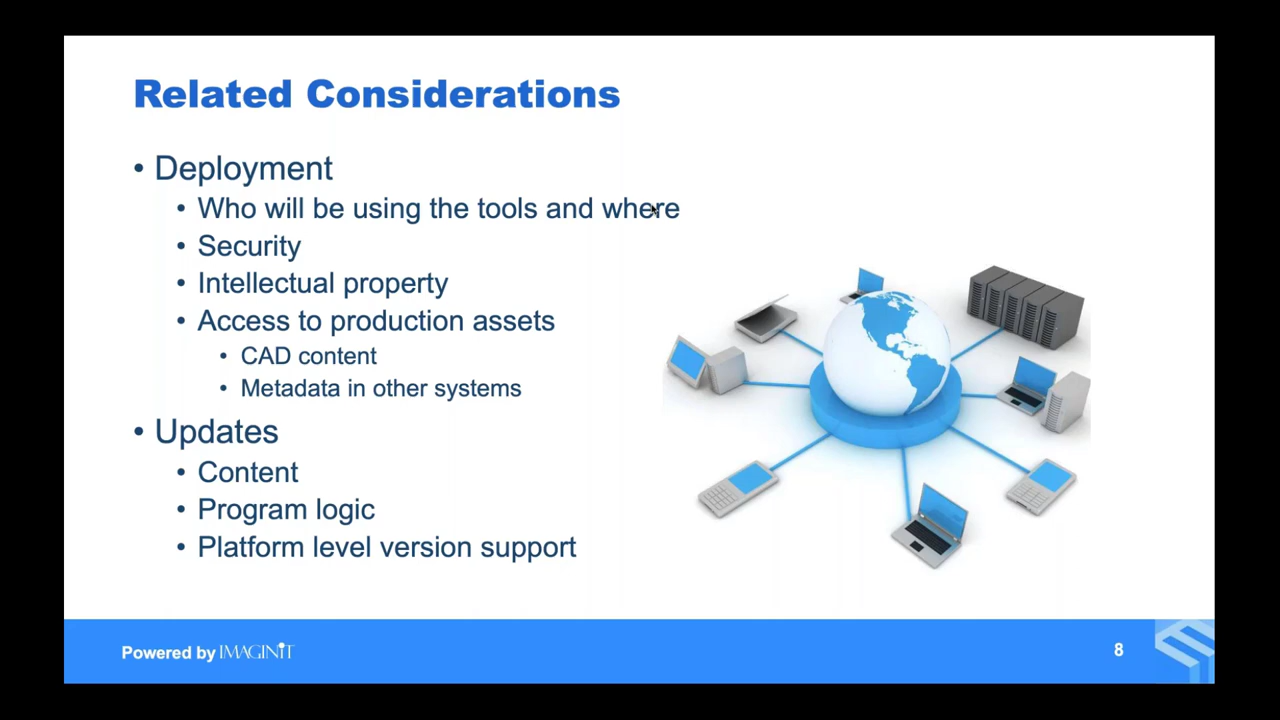 Related Considerations
• Deployment
• Who will be using the tools and where
• Security
• Intellectual property
• Access to production assets
• CAD content
• Metadata in other systems
• Updates
• Content
• Program logic
• Platform level version support
Powered by IMAGINiT
8